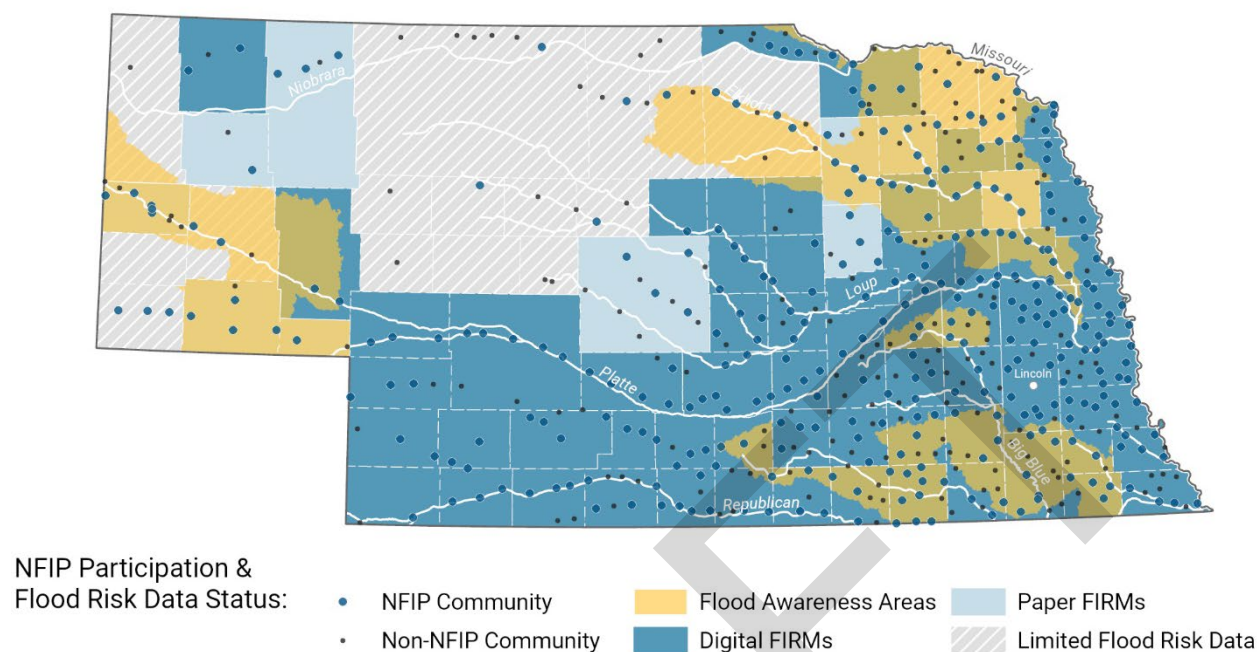 Missouri
Niobrara
Elkhorn
Loup
Platte
Lincoln
Big Blue
Republican
NFIP Participation &
Flood Risk Data Status:
NFIP Community
Flood Awareness Areas
Paper FIRMs
Non-NFIP Community
Digital FIRMs
Limited Flood Risk Data